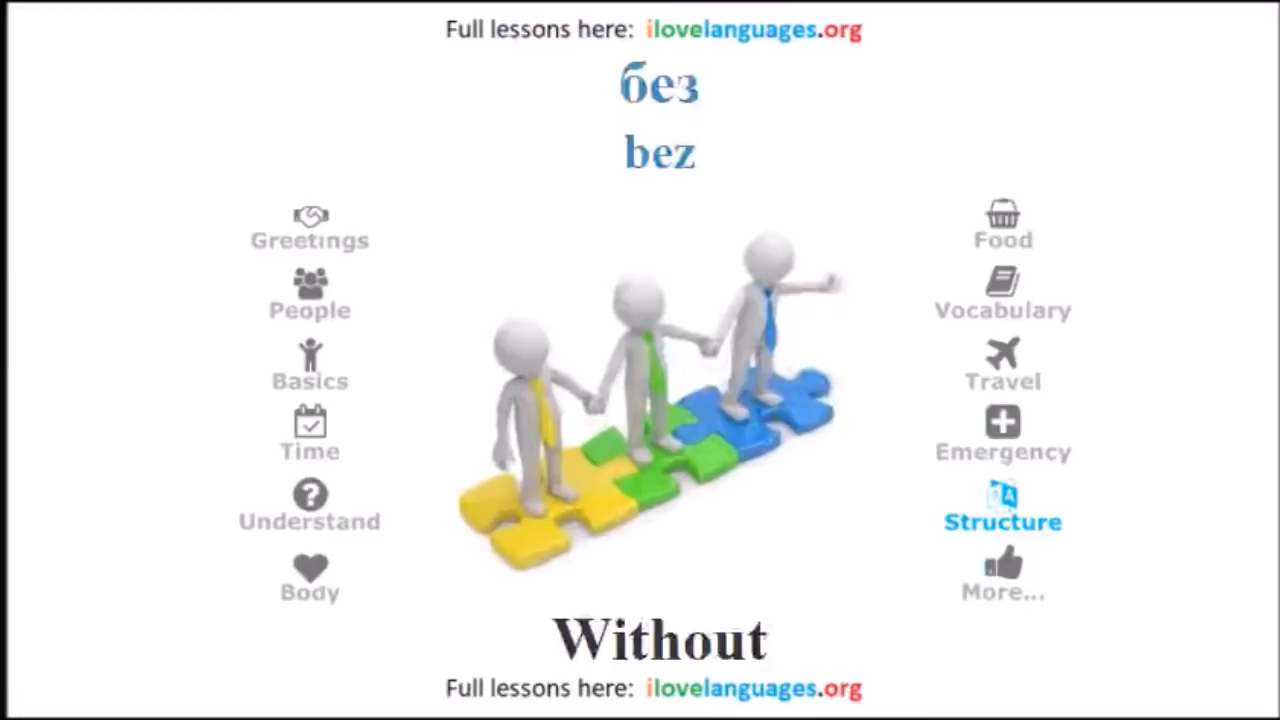 Full lessons here: ilovelanguages.org
без
bez
Greetings
Food
People
Vocabulary
Basics
Travel
Time
Emergency
Understand
Structure
Body
More...
Without
Full lessons here: ilovelanguages.org